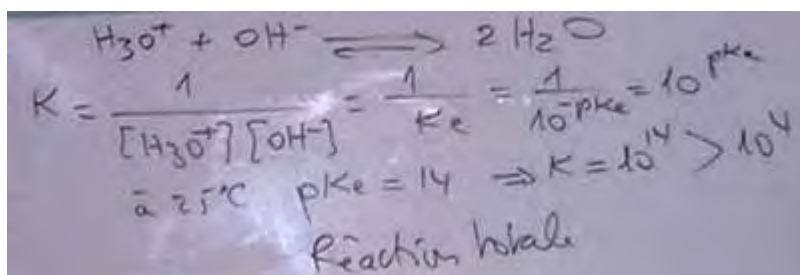 H3O+ + OH- ⇌ 2 H2O
K = 1 / [H3O+][OH-] = 1 / Ke = 1 / 10^-pKe = 10^pKe
à 25°C pKe = 14 ⇒ K = 10^14 > 10^4
Réaction totale